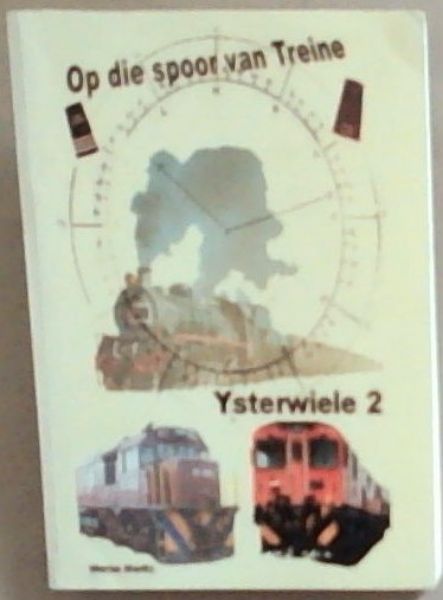 Op die spoor van Treine
Ysterwiele 2